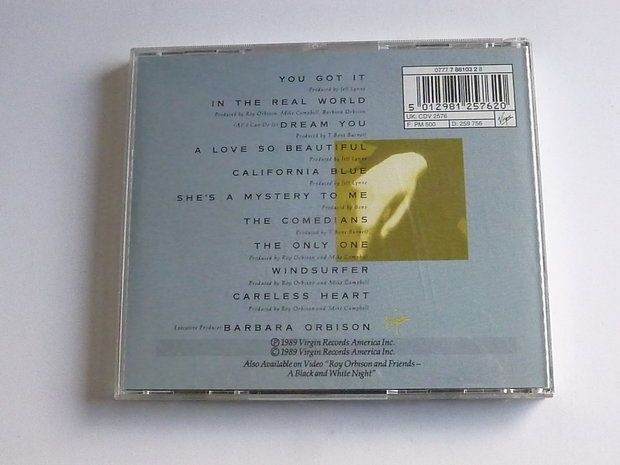 YOU GOT IT
Produced by Jeff Lynne
IN THE REAL WORLD
Produced by Roy Orbison, Mike Campbell, Barbara Orbison
(All I Can Do Is) DREAM YOU
Produced by T Bone Burnett
A LOVE SO BEAUTIFUL
Produced by Jeff Lynne
CALIFORNIA BLUE
Produced by Jeff Lynne
SHE'S A MYSTERY TO ME
Produced by Bono
THE COMEDIANS
Produced by T Bone Burnett
THE ONLY ONE
Produced by Roy Orbison and Mike Campbell
WINDSURFER
Produced by Roy Orbison and Mike Campbell
CARELESS HEART
Produced by Roy Orbison and Mike Campbell
Executive Producer BARBARA ORBISON
℗ 1989 Virgin Records America Inc.
© 1989 Virgin Records America Inc.
Also Available on Video "Roy Orbison and Friends –
A Black and White Night"
0777 7 86103 2 8
5 012981 257620
UK: CDV 2576
F: PM 500 D: 259 756
Virgin